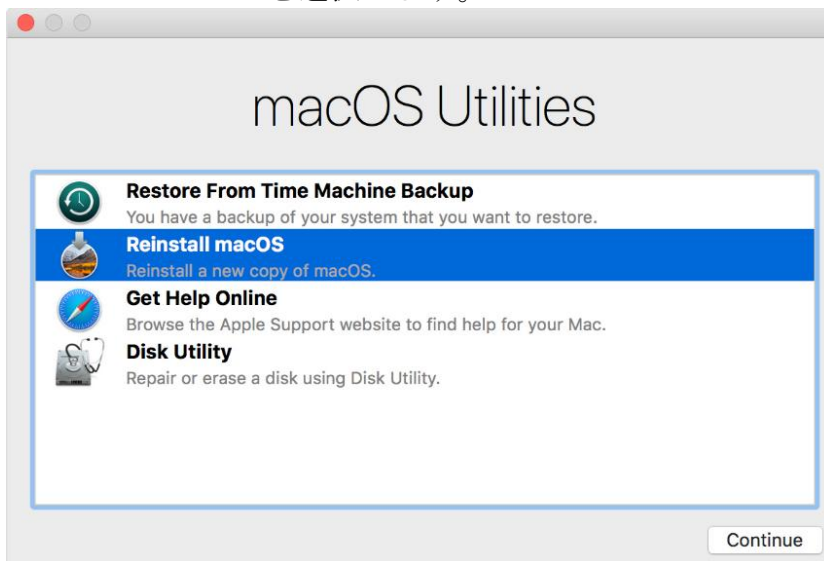 macOS Utilities
Restore From Time Machine Backup
You have a backup of your system that you want to restore.
Reinstall macOS
Reinstall a new copy of macOS.
Get Help Online
Browse the Apple Support website to find help for your Mac.
Disk Utility
Repair or erase a disk using Disk Utility.
Continue